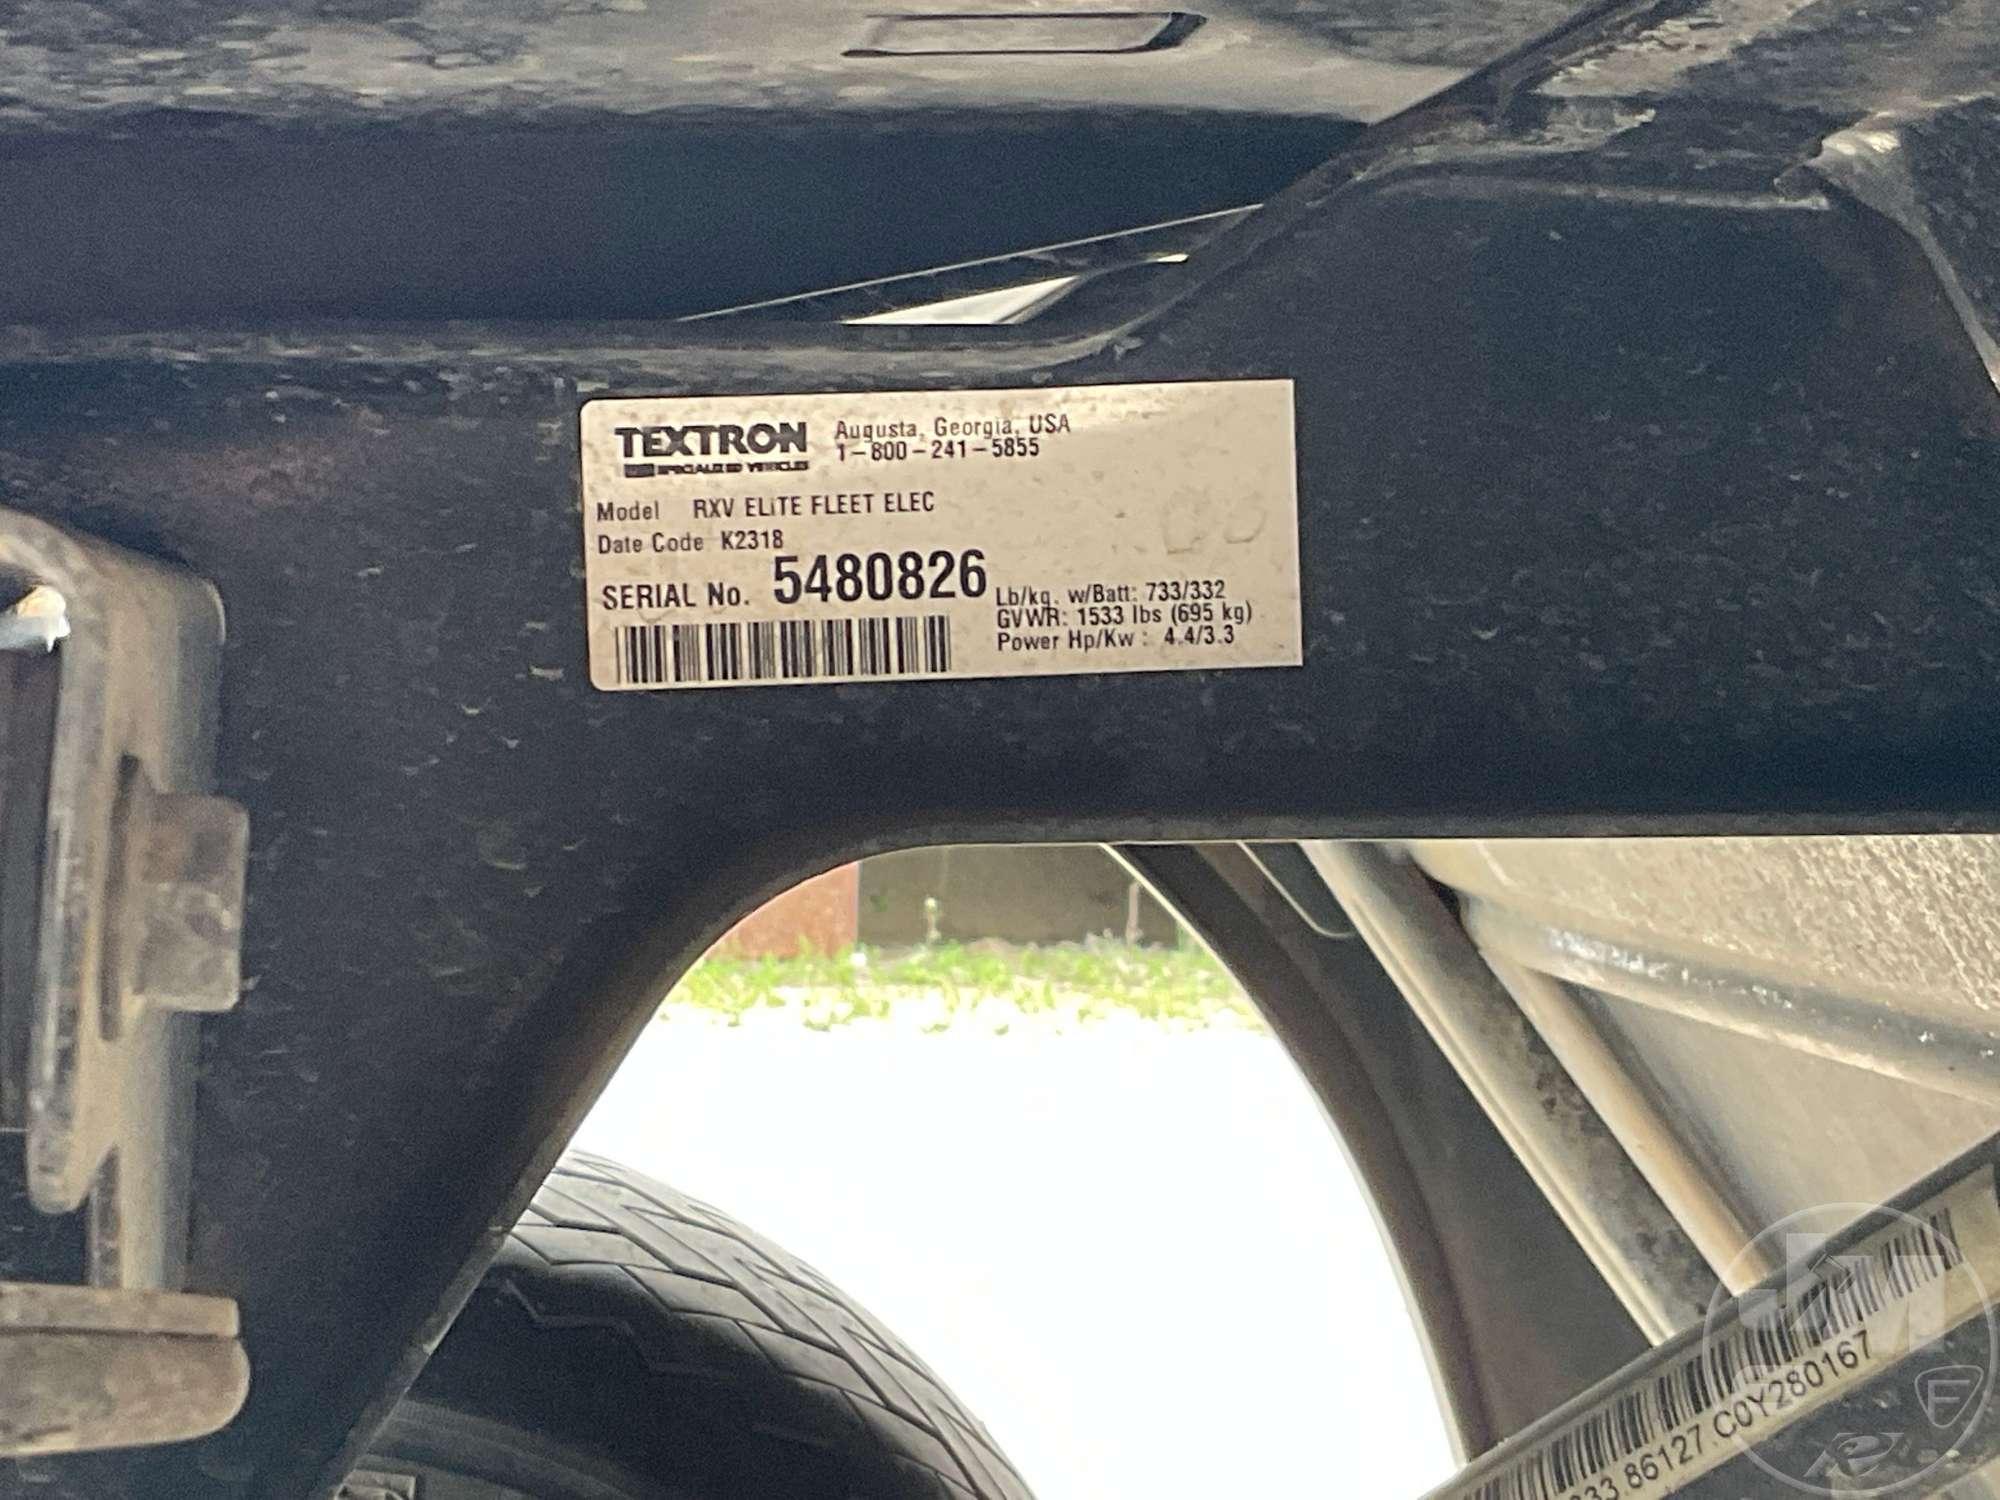 TEXTRON
SPECIALIZED VEHICLES
Augusta, Georgia, USA
1-800-241-5855
Model RXV ELiTE FLEET ELEC
Date Code K2318
SERIAL No. 5480826
Lb/kg. w/Batt: 733/332
GVWR: 1533 lbs (695 kg)
Power Hp/Kw : 4.4/3.3
33.86127.C0Y280167
JM
F